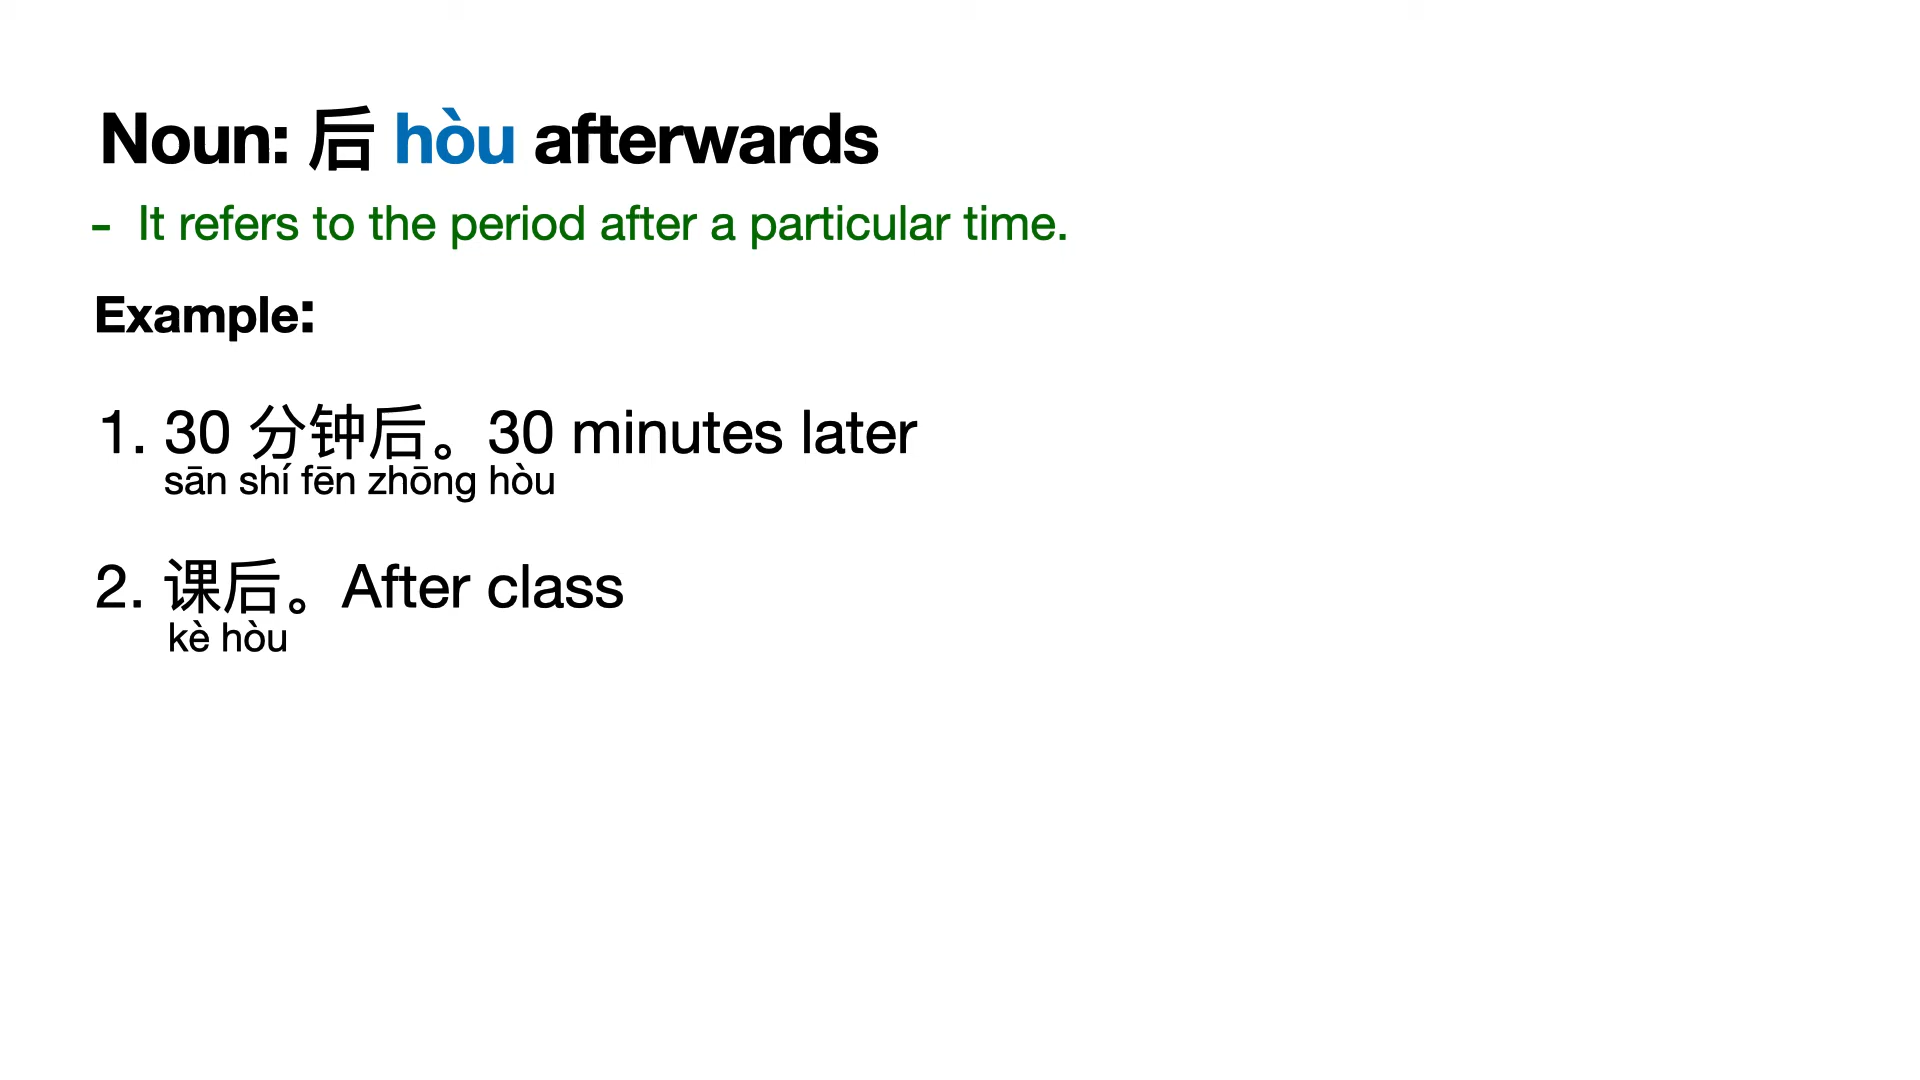 Noun: 后 hòu afterwards
- It refers to the period after a particular time.
Example:
1. 30 分钟后。30 minutes later
sān shí fēn zhōng hòu
2. 课后。After class
kè hòu